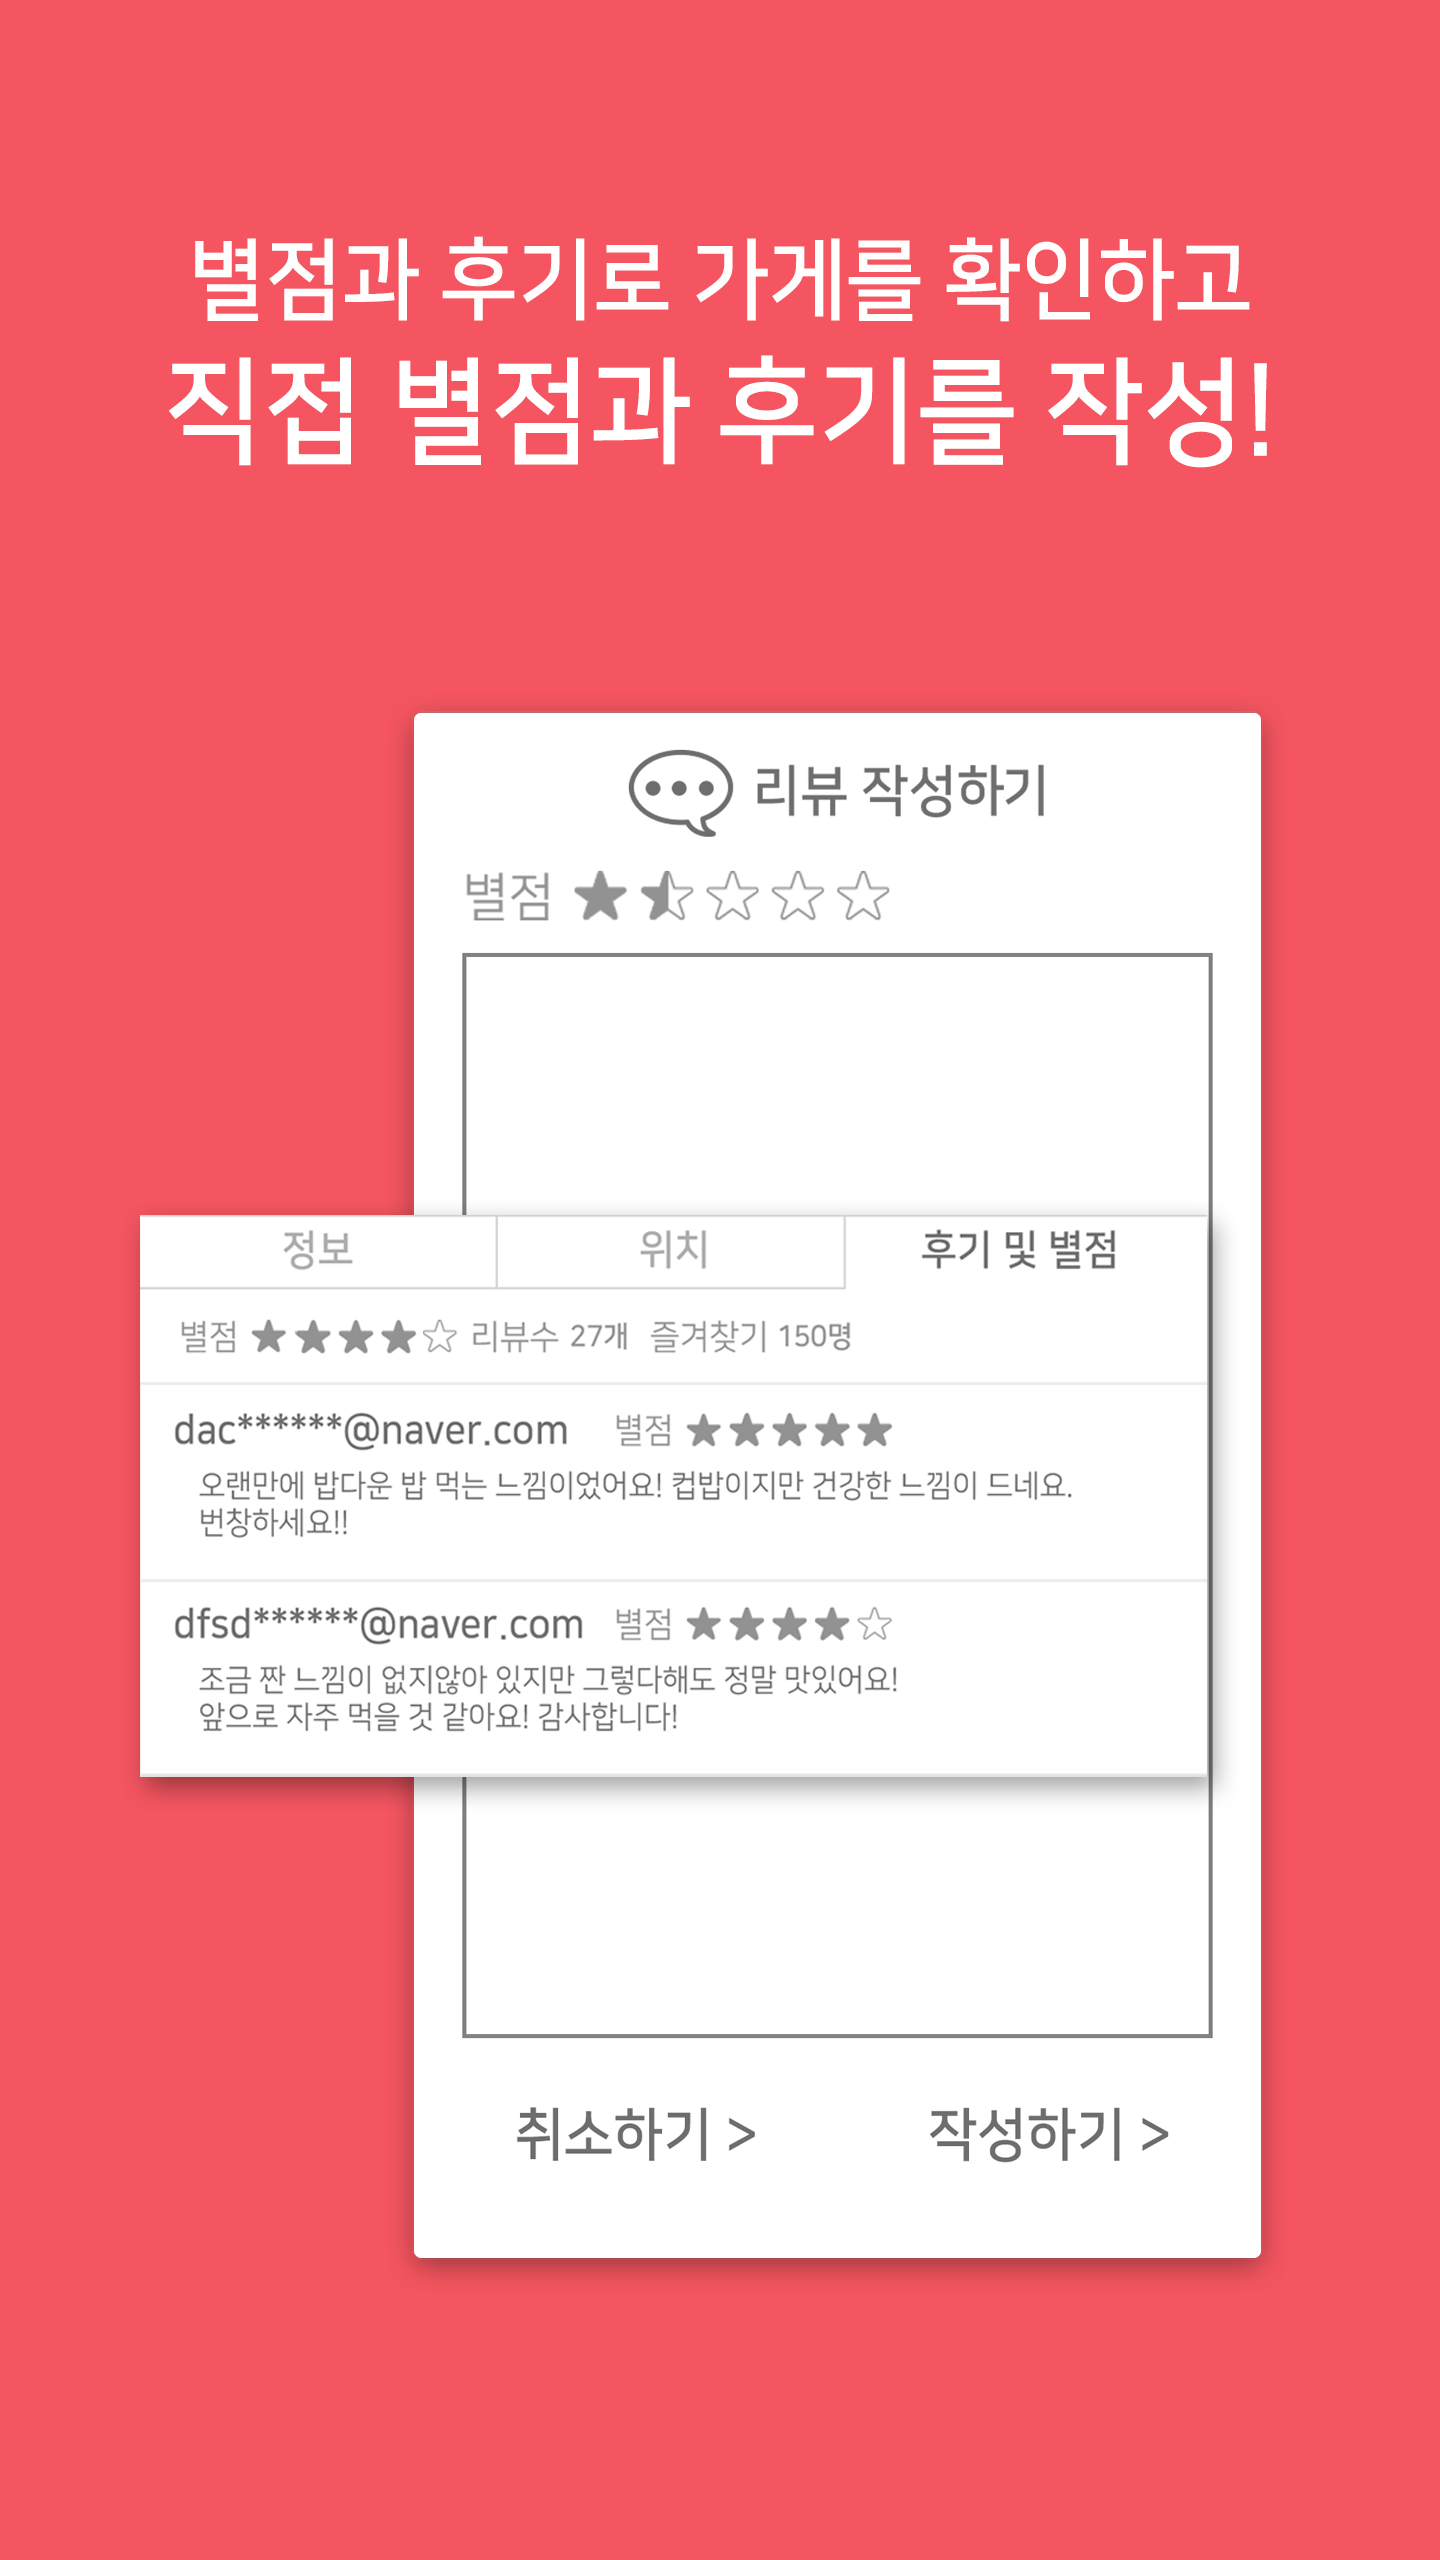 별점과 후기로 가게를 확인하고
직접 별점과 후기를 작성!
리뷰 작성하기
별점
정보 위치 후기 및 별점
별점 리뷰수 27개 즐겨찾기 150명
dac******@naver.com 별점
오랜만에 밥다운 밥 먹는 느낌이었어요! 컵밥이지만 건강한 느낌이 드네요.
번창하세요!!
dfsd******@naver.com 별점
조금 짠 느낌이 없지않아 있지만 그렇다해도 정말 맛있어요!
앞으로 자주 먹을 것 같아요! 감사합니다!
취소하기 > 작성하기 >